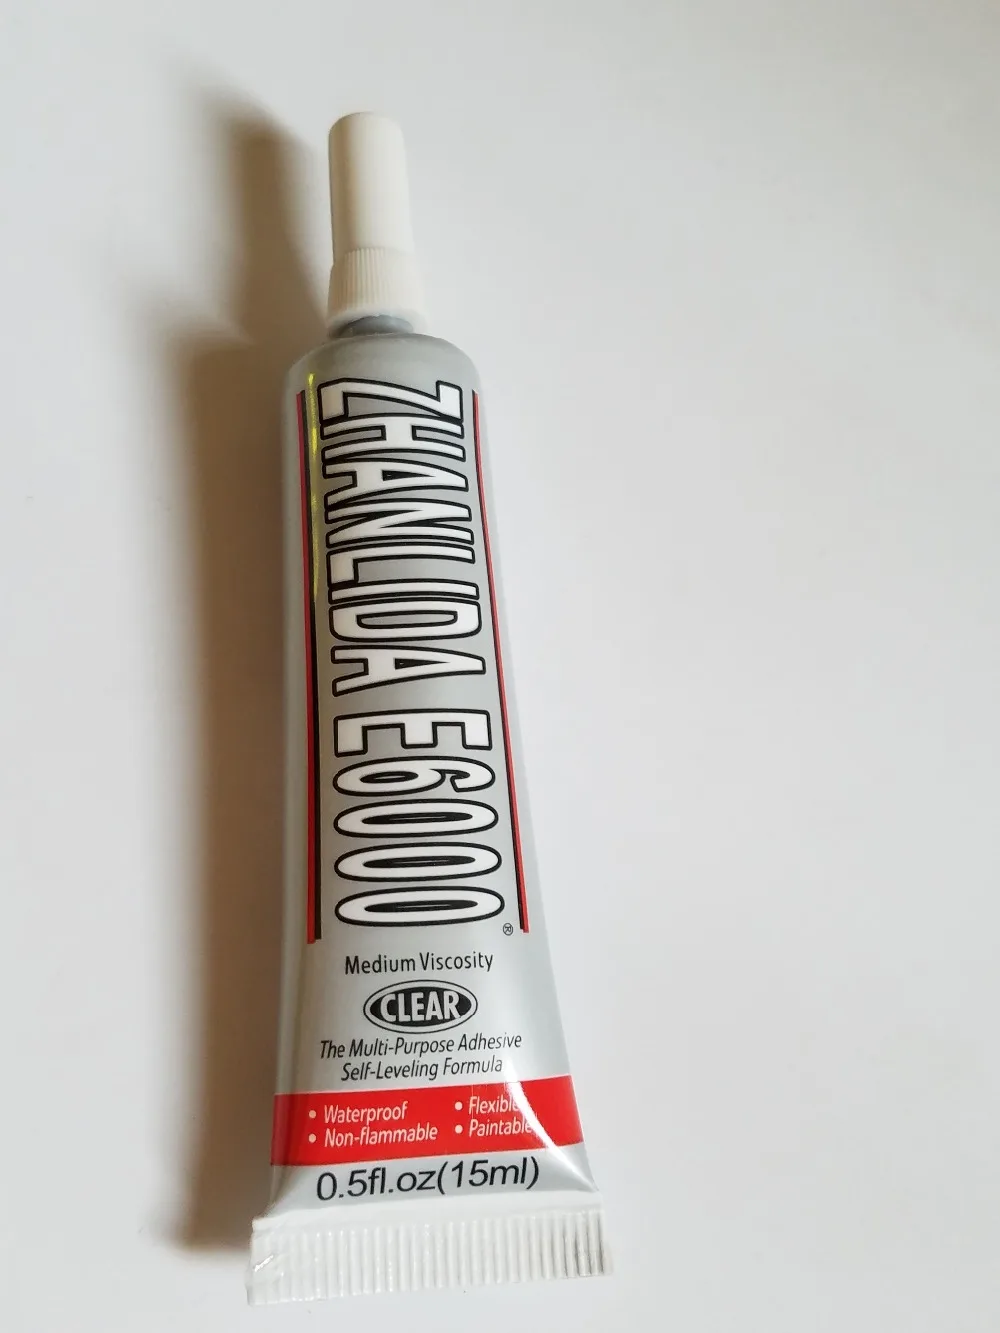 ZHANLIDA E6000®
Medium Viscosity
CLEAR
The Multi-Purpose Adhesive
Self-Leveling Formula
• Waterproof • Flexible
• Non-flammable • Paintable
0.5fl.oz(15ml)